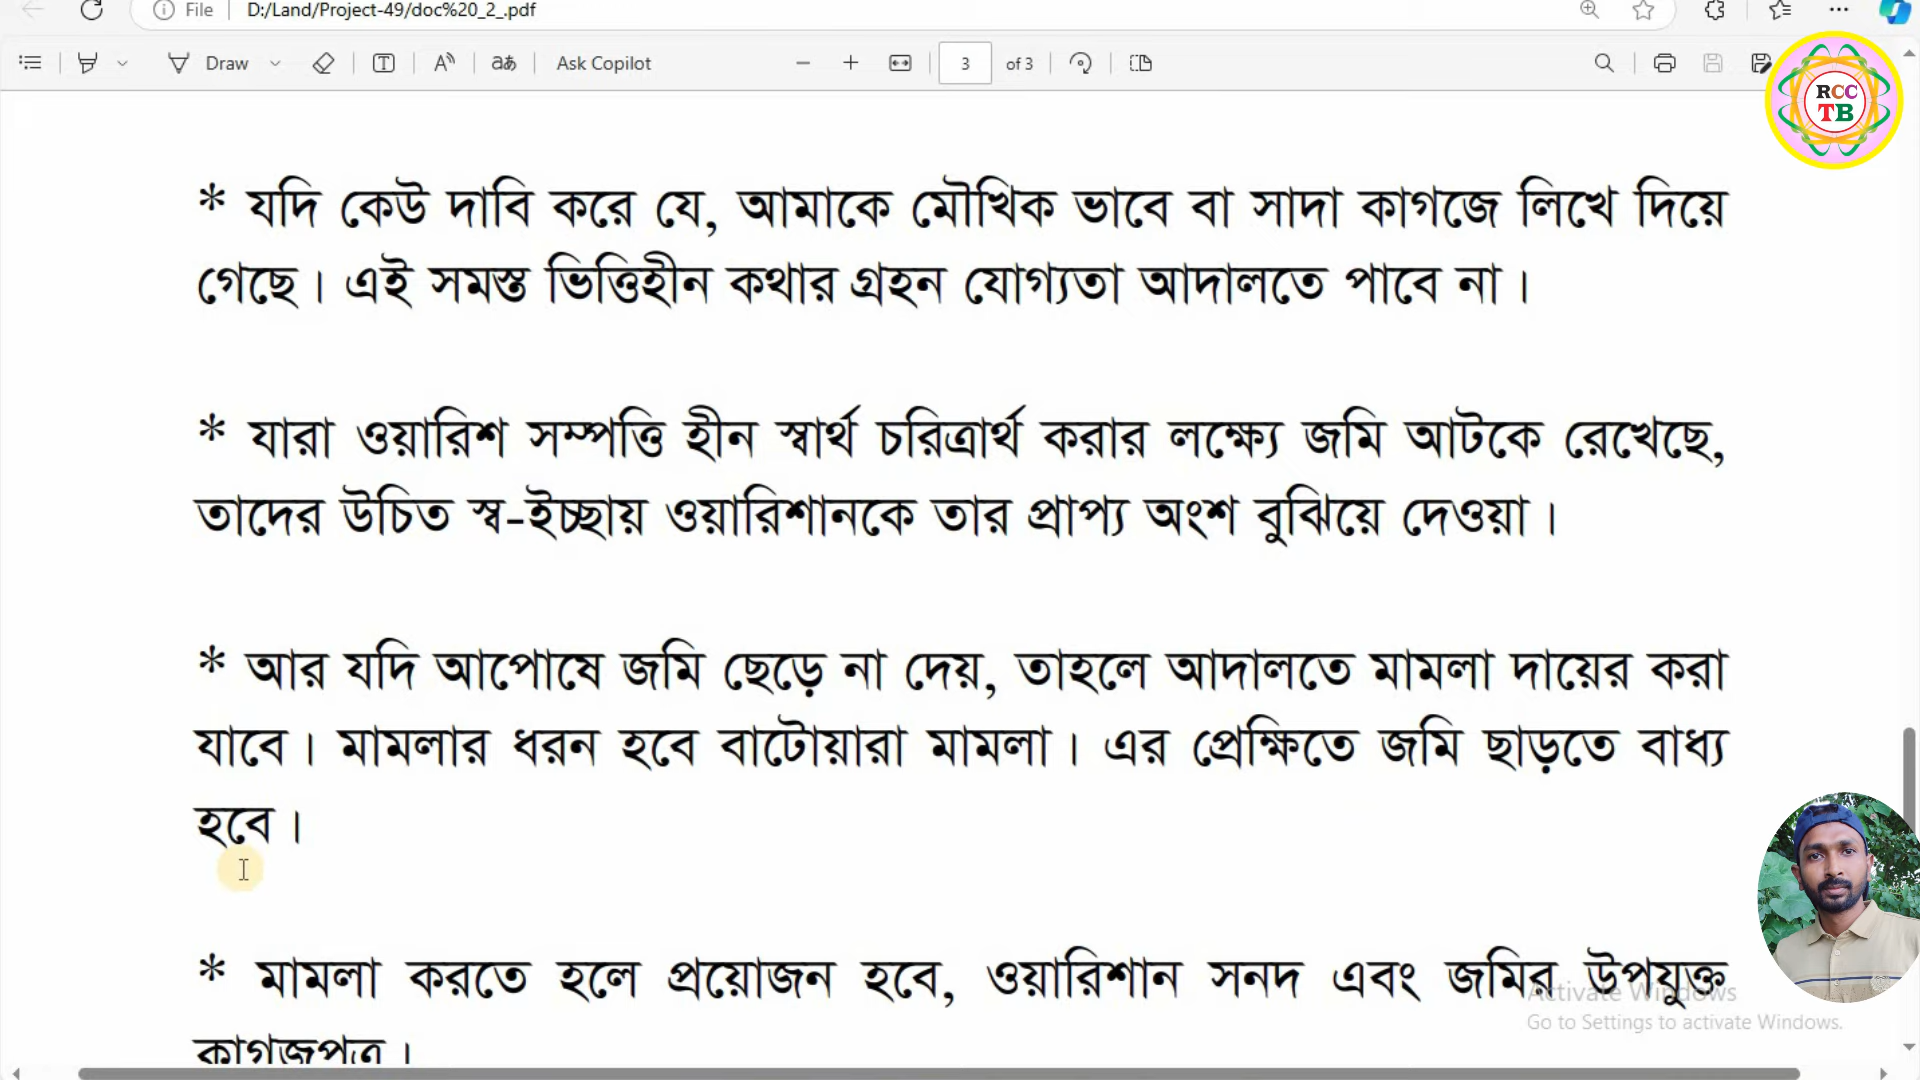 File D:/Land/Project-49/doc%20_2_.pdf
Draw Ask Copilot 3 of 3
RCC
TB
* যদি কেউ দাবি করে যে, আমাকে মৌখিক ভাবে বা সাদা কাগজে লিখে দিয়ে
গেছে। এই সমস্ত ভিত্তিহীন কথার গ্রহন যোগ্যতা আদালতে পাবে না।
* যারা ওয়ারিশ সম্পত্তি হীন স্বার্থ চরিত্রার্থ করার লক্ষ্যে জমি আটকে রেখেছে,
তাদের উচিত স্ব-ইচ্ছায় ওয়ারিশানকে তার প্রাপ্য অংশ বুঝিয়ে দেওয়া।
* আর যদি আপোষে জমি ছেড়ে না দেয়, তাহলে আদালতে মামলা দায়ের করা
যাবে। মামলার ধরন হবে বাটোয়ারা মামলা। এর প্রেক্ষিতে জমি ছাড়তে বাধ্য
হবে।
* মামলা করতে হলে প্রয়োজন হবে, ওয়ারিশান সনদ এবং জমির উপযুক্ত
কাগজপত্র।
Activate Windows
Go to Settings to activate Windows.